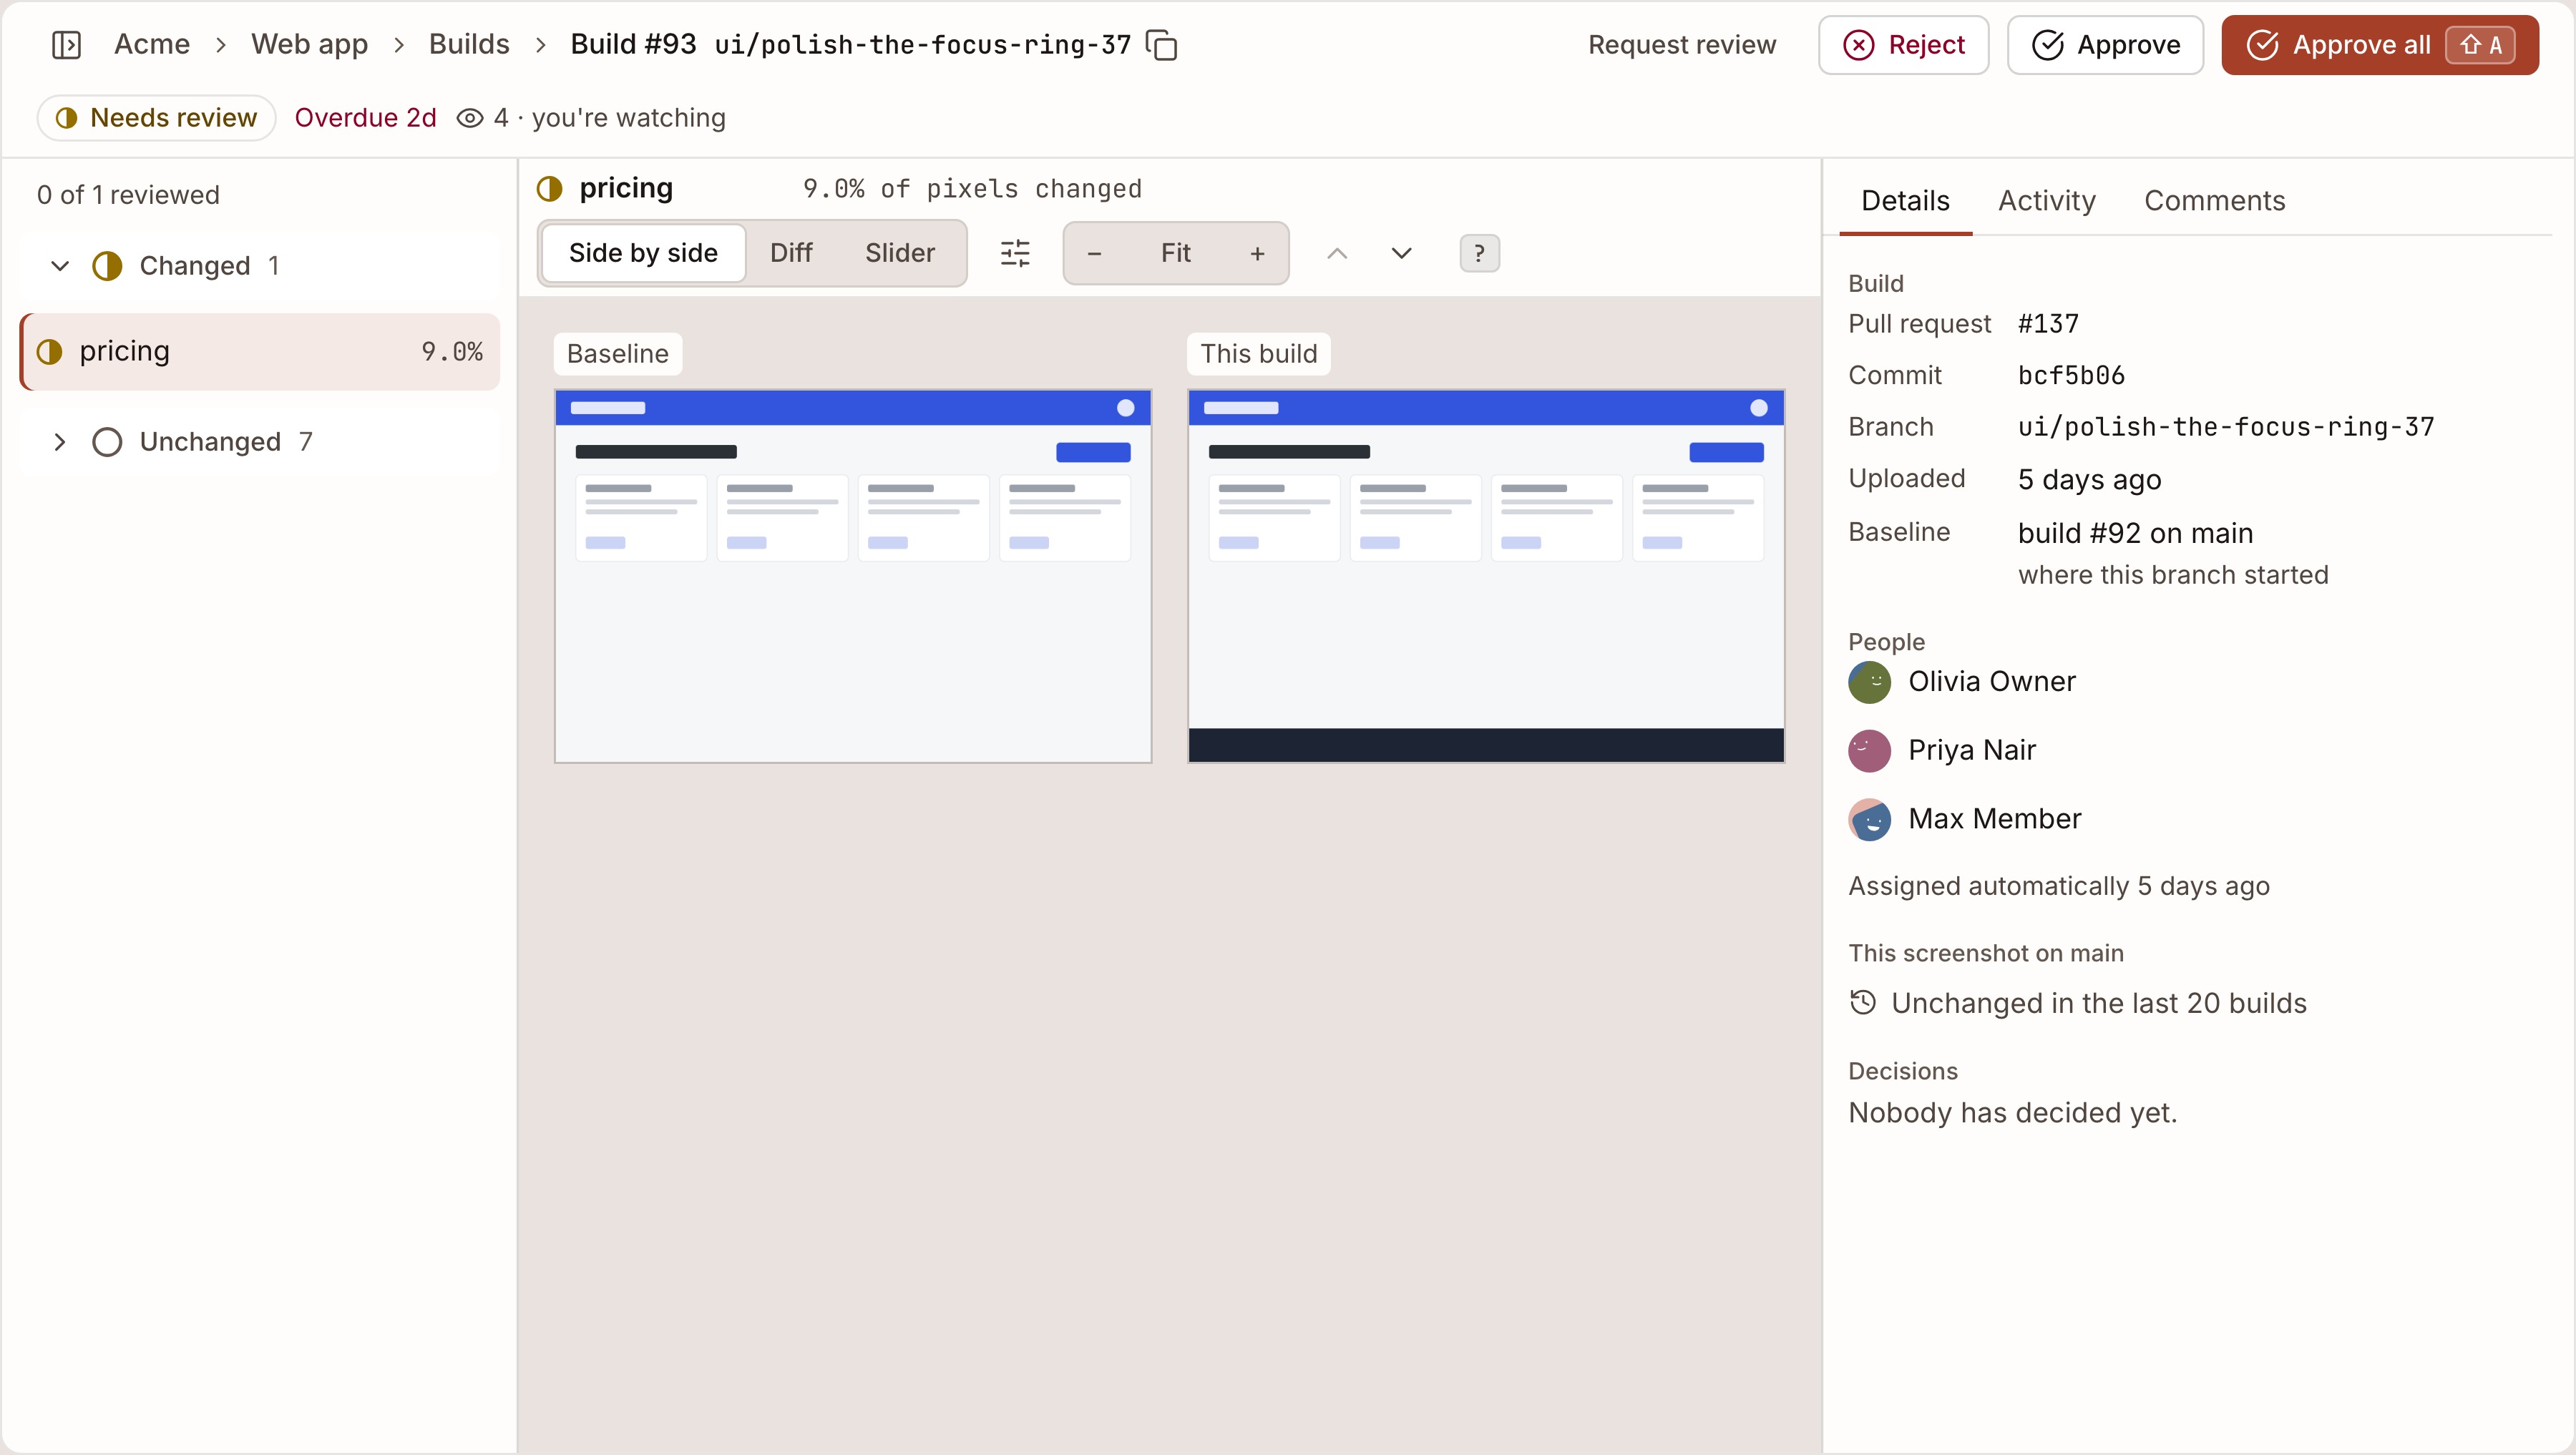 Acme > Web app > Builds > Build #93 ui/polish-the-focus-ring-37
Request review Reject Approve Approve all ⇧ A
Needs review Overdue 2d 4 · you're watching
0 of 1 reviewed
Changed 1
pricing 9.0%
Unchanged 7
pricing 9.0% of pixels changed
Side by side Diff Slider − Fit + ?
Baseline This build
Details Activity Comments
Build
Pull request #137
Commit bcf5b06
Branch ui/polish-the-focus-ring-37
Uploaded 5 days ago
Baseline build #92 on main
where this branch started
People
Olivia Owner
Priya Nair
Max Member
Assigned automatically 5 days ago
This screenshot on main
Unchanged in the last 20 builds
Decisions
Nobody has decided yet.